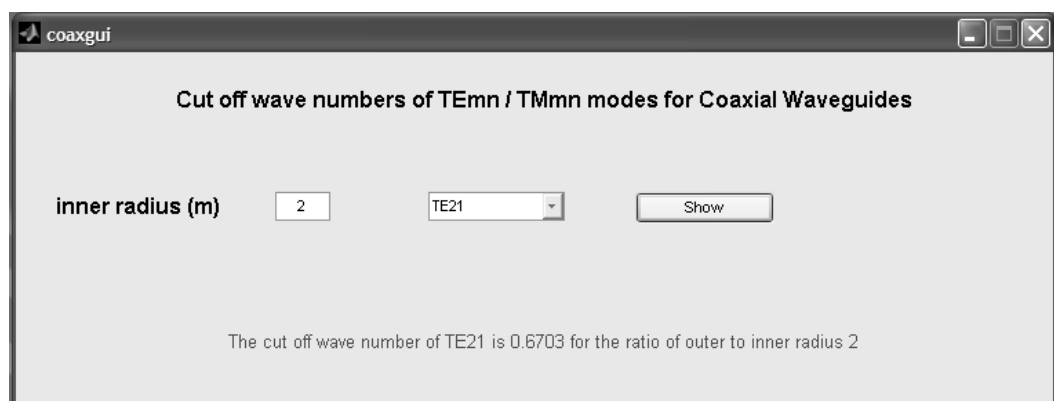 coaxgui
Cut off wave numbers of TEmn / TMmn modes for Coaxial Waveguides
inner radius (m) 2 TE21 Show
The cut off wave number of TE21 is 0.6703 for the ratio of outer to inner radius 2